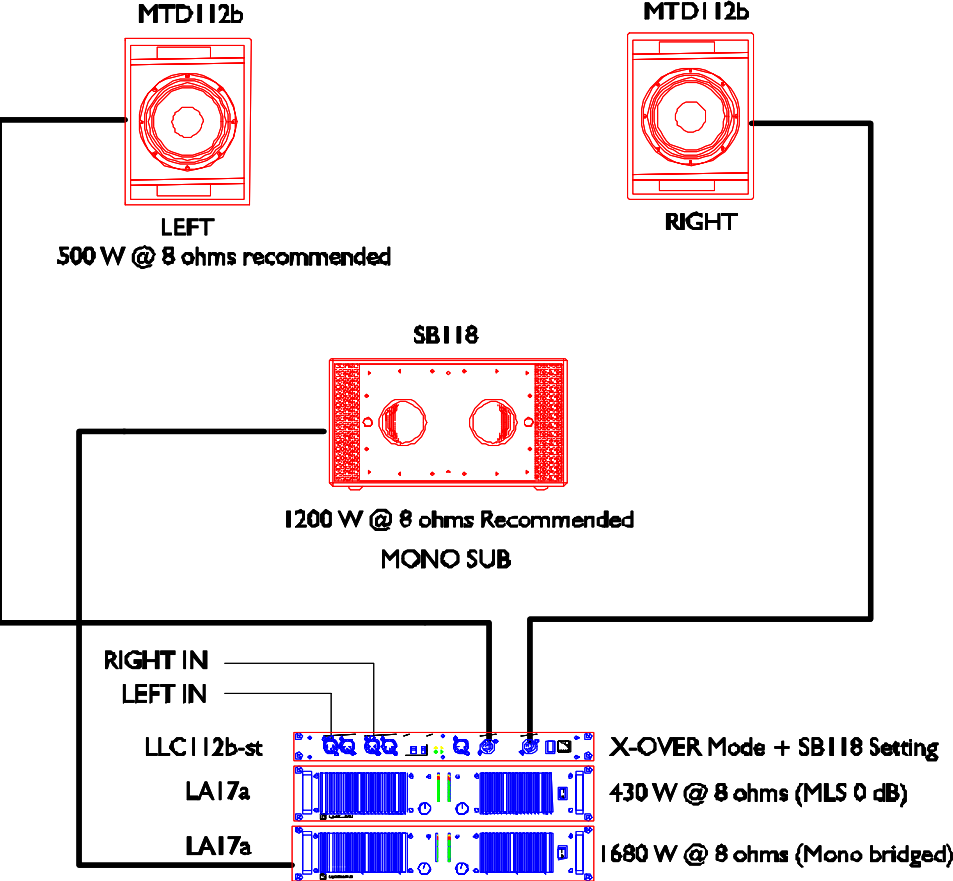 MTD112b
MTD112b
LEFT
500 W @ 8 ohms recommended
RIGHT
SB118
1200 W @ 8 ohms Recommended
MONO SUB
RIGHT IN
LEFT IN
LLC112b-st
X-OVER Mode + SB118 Setting
LA17a
430 W @ 8 ohms (MLS 0 dB)
LA17a
1680 W @ 8 ohms (Mono bridged)